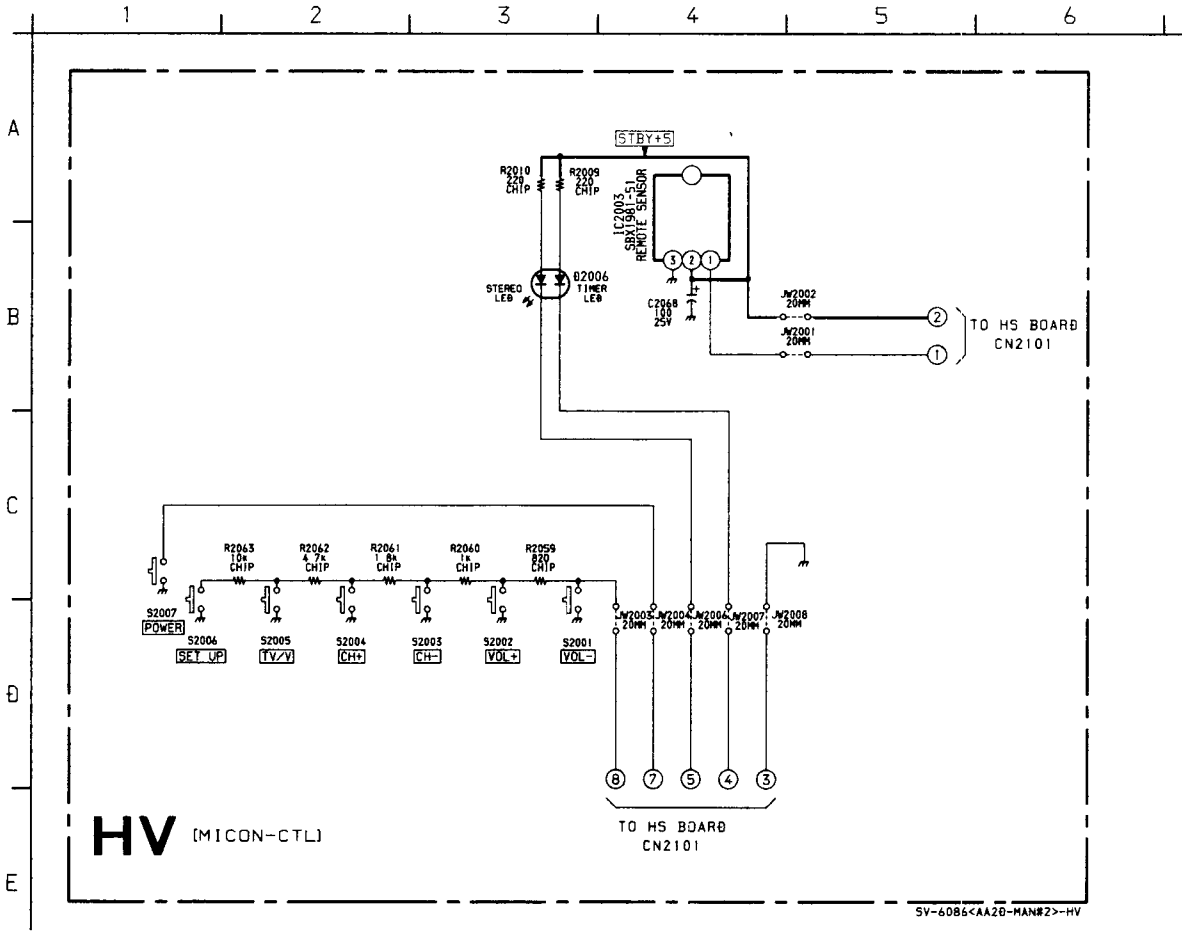 1 2 3 4 5 6
A
STBY+5
R2010
220
CHIP
R2009
220
CHIP
IC2003
SBX1981-51
REMOTE SENSOR
3 2 1
STEREO
LED
D2006
TIMER
LED
C2068
100
25V
+
B
JW2002
20MM
JW2001
20MM
2
1
TO HS BOARD
CN2101
C
R2063
10k
CHIP
R2062
4.7k
CHIP
R2061
1.8k
CHIP
R2060
1k
CHIP
R2059
820
CHIP
S2007
POWER
S2006
SET UP
S2005
TV/V
S2004
CH+
S2003
CH-
S2002
VOL+
S2001
VOL-
JW2003
20MM
JW2004
20MM
JW2006
20MM
JW2007
20MM
JW2008
20MM
D
8 7 5 4 3
TO HS BOARD
CN2101
HV [MICON-CTL]
E
SV-6086<AA2D-MAN#2>-HV